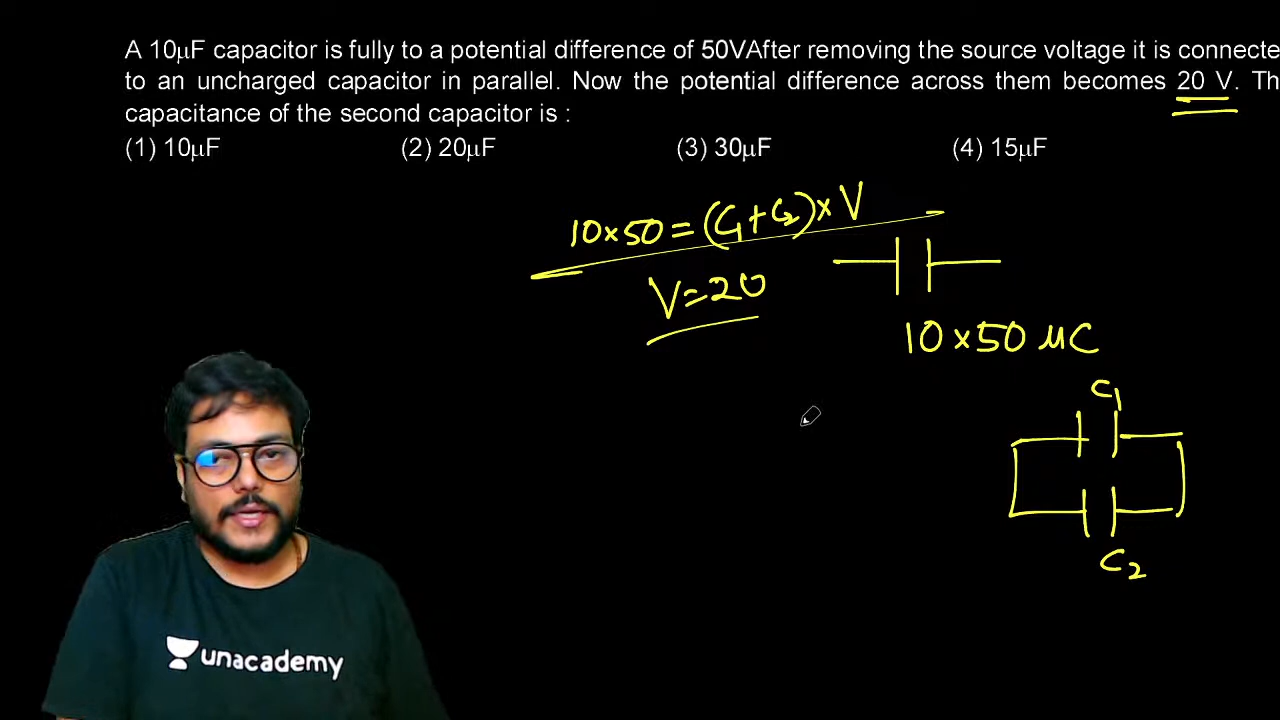 A 10μF capacitor is fully to a potential difference of 50VAfter removing the source voltage it is connecte
to an uncharged capacitor in parallel. Now the potential difference across them becomes 20 V. Th
capacitance of the second capacitor is :
(1) 10μF (2) 20μF (3) 30μF (4) 15μF
10×50=(C₁+C₂)×V
V=20
10×50 μC
C₁
C₂
unacademy